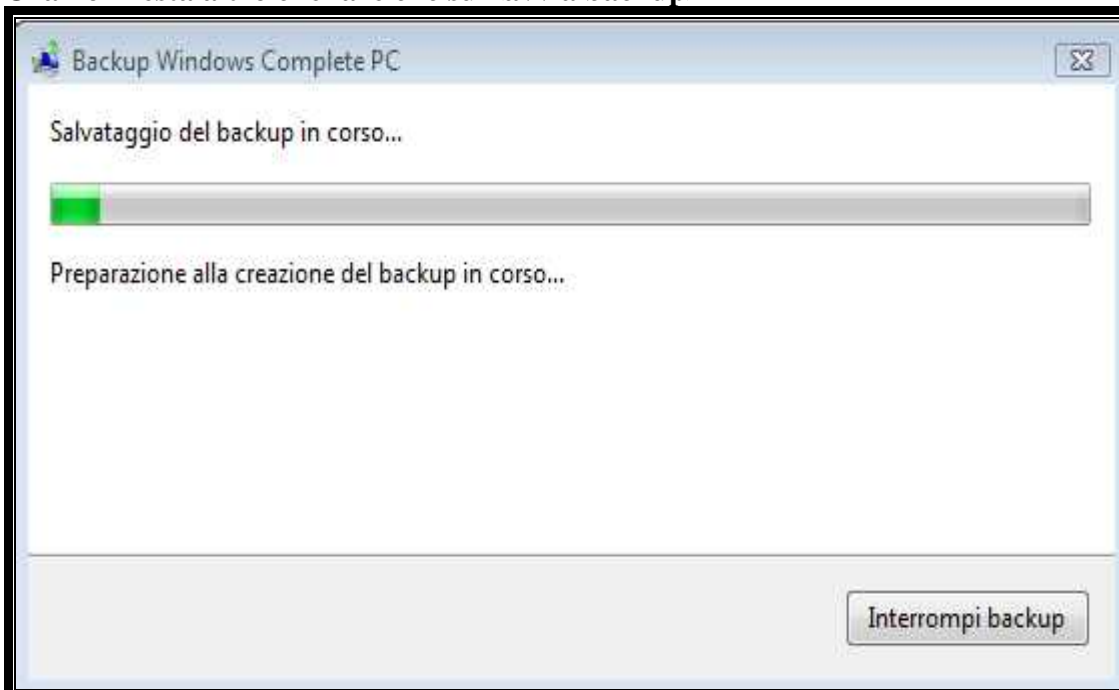 Backup Windows Complete PC
Salvataggio del backup in corso...
Preparazione alla creazione del backup in corso...
Interrompi backup